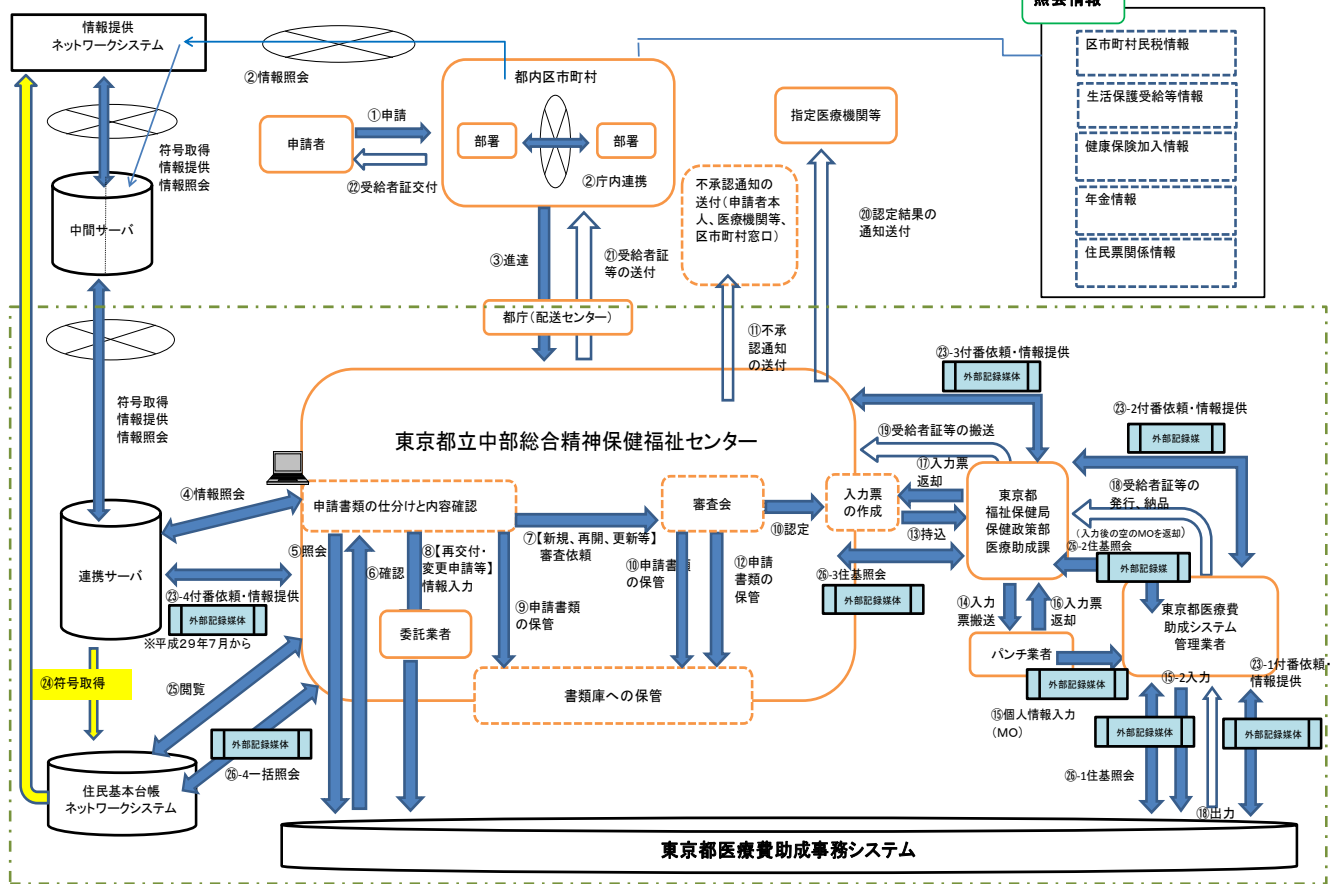 照会情報
情報提供
ネットワークシステム
②情報照会
都内区市町村
部署
部署
②庁内連携
①申請
申請者
㉒受給者証交付
指定医療機関等
区市町村民税情報
生活保護受給等情報
健康保険加入情報
年金情報
住民票関係情報
符号取得
情報提供
情報照会
中間サーバ
不承認通知の
送付(申請者本
人、医療機関等、
区市町村窓口)
⑳認定結果の
通知送付
③進達
㉑受給者証
等の送付
都庁(配送センター)
⑪不承
認通知
の送付
㉓-3付番依頼・情報提供
外部記録媒体
㉓-2付番依頼・情報提供
外部記録媒
符号取得
情報提供
情報照会
東京都立中部総合精神保健福祉センター
⑲受給者証等の搬送
⑰入力票
返却
④情報照会
申請書類の仕分けと内容確認
審査会
⑩認定
入力票
の作成
東京都
福祉保健局
保健政策部
医療助成課
⑱受給者証等の
発行、納品
(入力後の空のMOを返却)
⑦【新規、再開、更新等】
審査依頼
⑬持込
連携サーバ
⑤照会
⑥確認
⑧【再交付・
変更申請等】
情報入力
⑩申請書類
の保管
⑫申請
書類の
保管
㉖-3住基照会
外部記録媒体
㉖-2住基照会
外部記録媒
㉓-4付番依頼・情報提供
外部記録媒体
※平成29年7月から
⑨申請書類
の保管
委託業者
⑭入力
票搬送
⑯入力票
返却
東京都医療費
助成システム
管理業者
パンチ業者
外部記録媒体
⑮個人情報入力
(MO)
⑮-2入力
㉓-1付番依頼・
情報提供
㉔符号取得
㉕閲覧
書類庫への保管
外部記録媒体
㉖-4一括照会
外部記録媒体
外部記録媒体
㉖-1住基照会
⑱出力
住民基本台帳
ネットワークシステム
東京都医療費助成事務システム